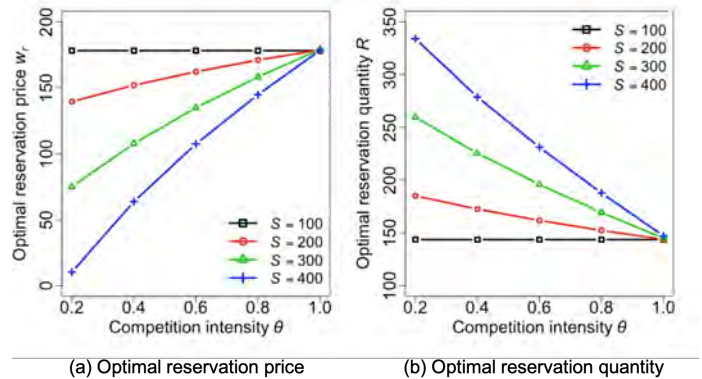 Optimal reservation price wr
200
150
100
50
0
S = 100
S = 200
S = 300
S = 400
0.2 0.4 0.6 0.8 1.0
Competition intensity θ
(a) Optimal reservation price
Optimal reservation quantity R
350
300
250
200
150
100
S = 100
S = 200
S = 300
S = 400
0.2 0.4 0.6 0.8 1.0
Competition intensity θ
(b) Optimal reservation quantity